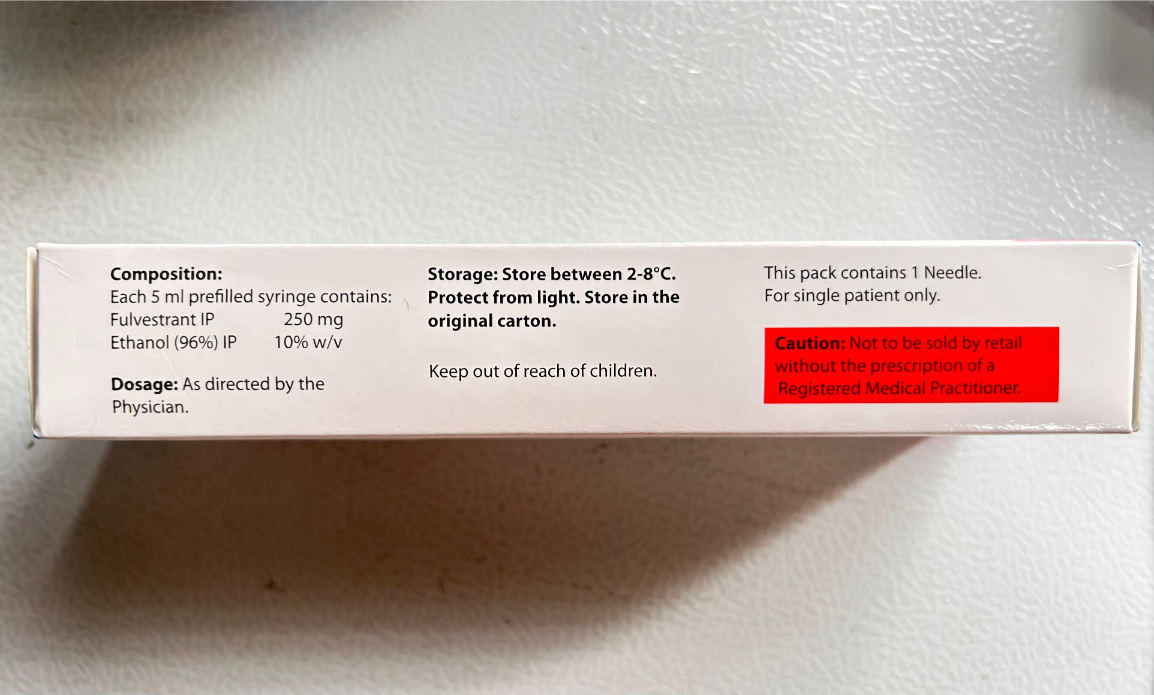 Composition:
Each 5 ml prefilled syringe contains:
Fulvestrant IP 250 mg
Ethanol (96%) IP 10% w/v
Dosage: As directed by the
Physician.
Storage: Store between 2-8°C.
Protect from light. Store in the
original carton.
Keep out of reach of children.
This pack contains 1 Needle.
For single patient only.
Caution: Not to be sold by retail
without the prescription of a
Registered Medical Practitioner.